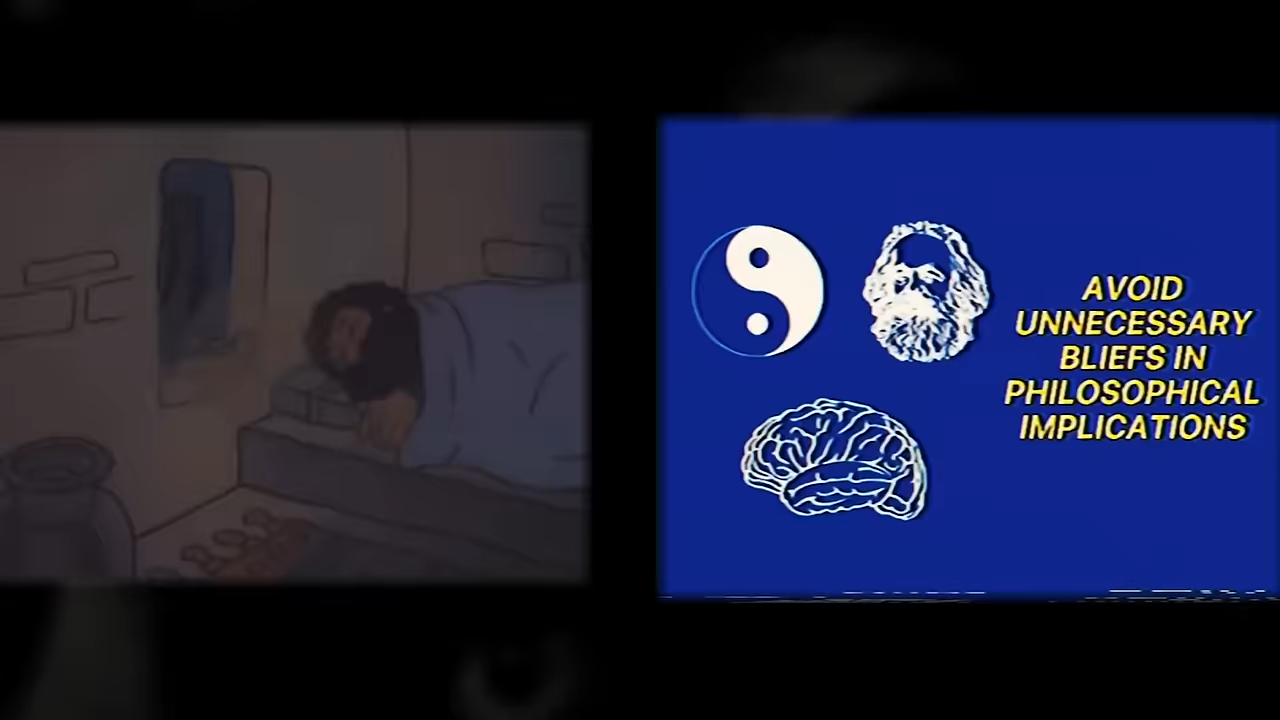 AVOID
UNNECESSARY
BLIEFS IN
PHILOSOPHICAL
IMPLICATIONS